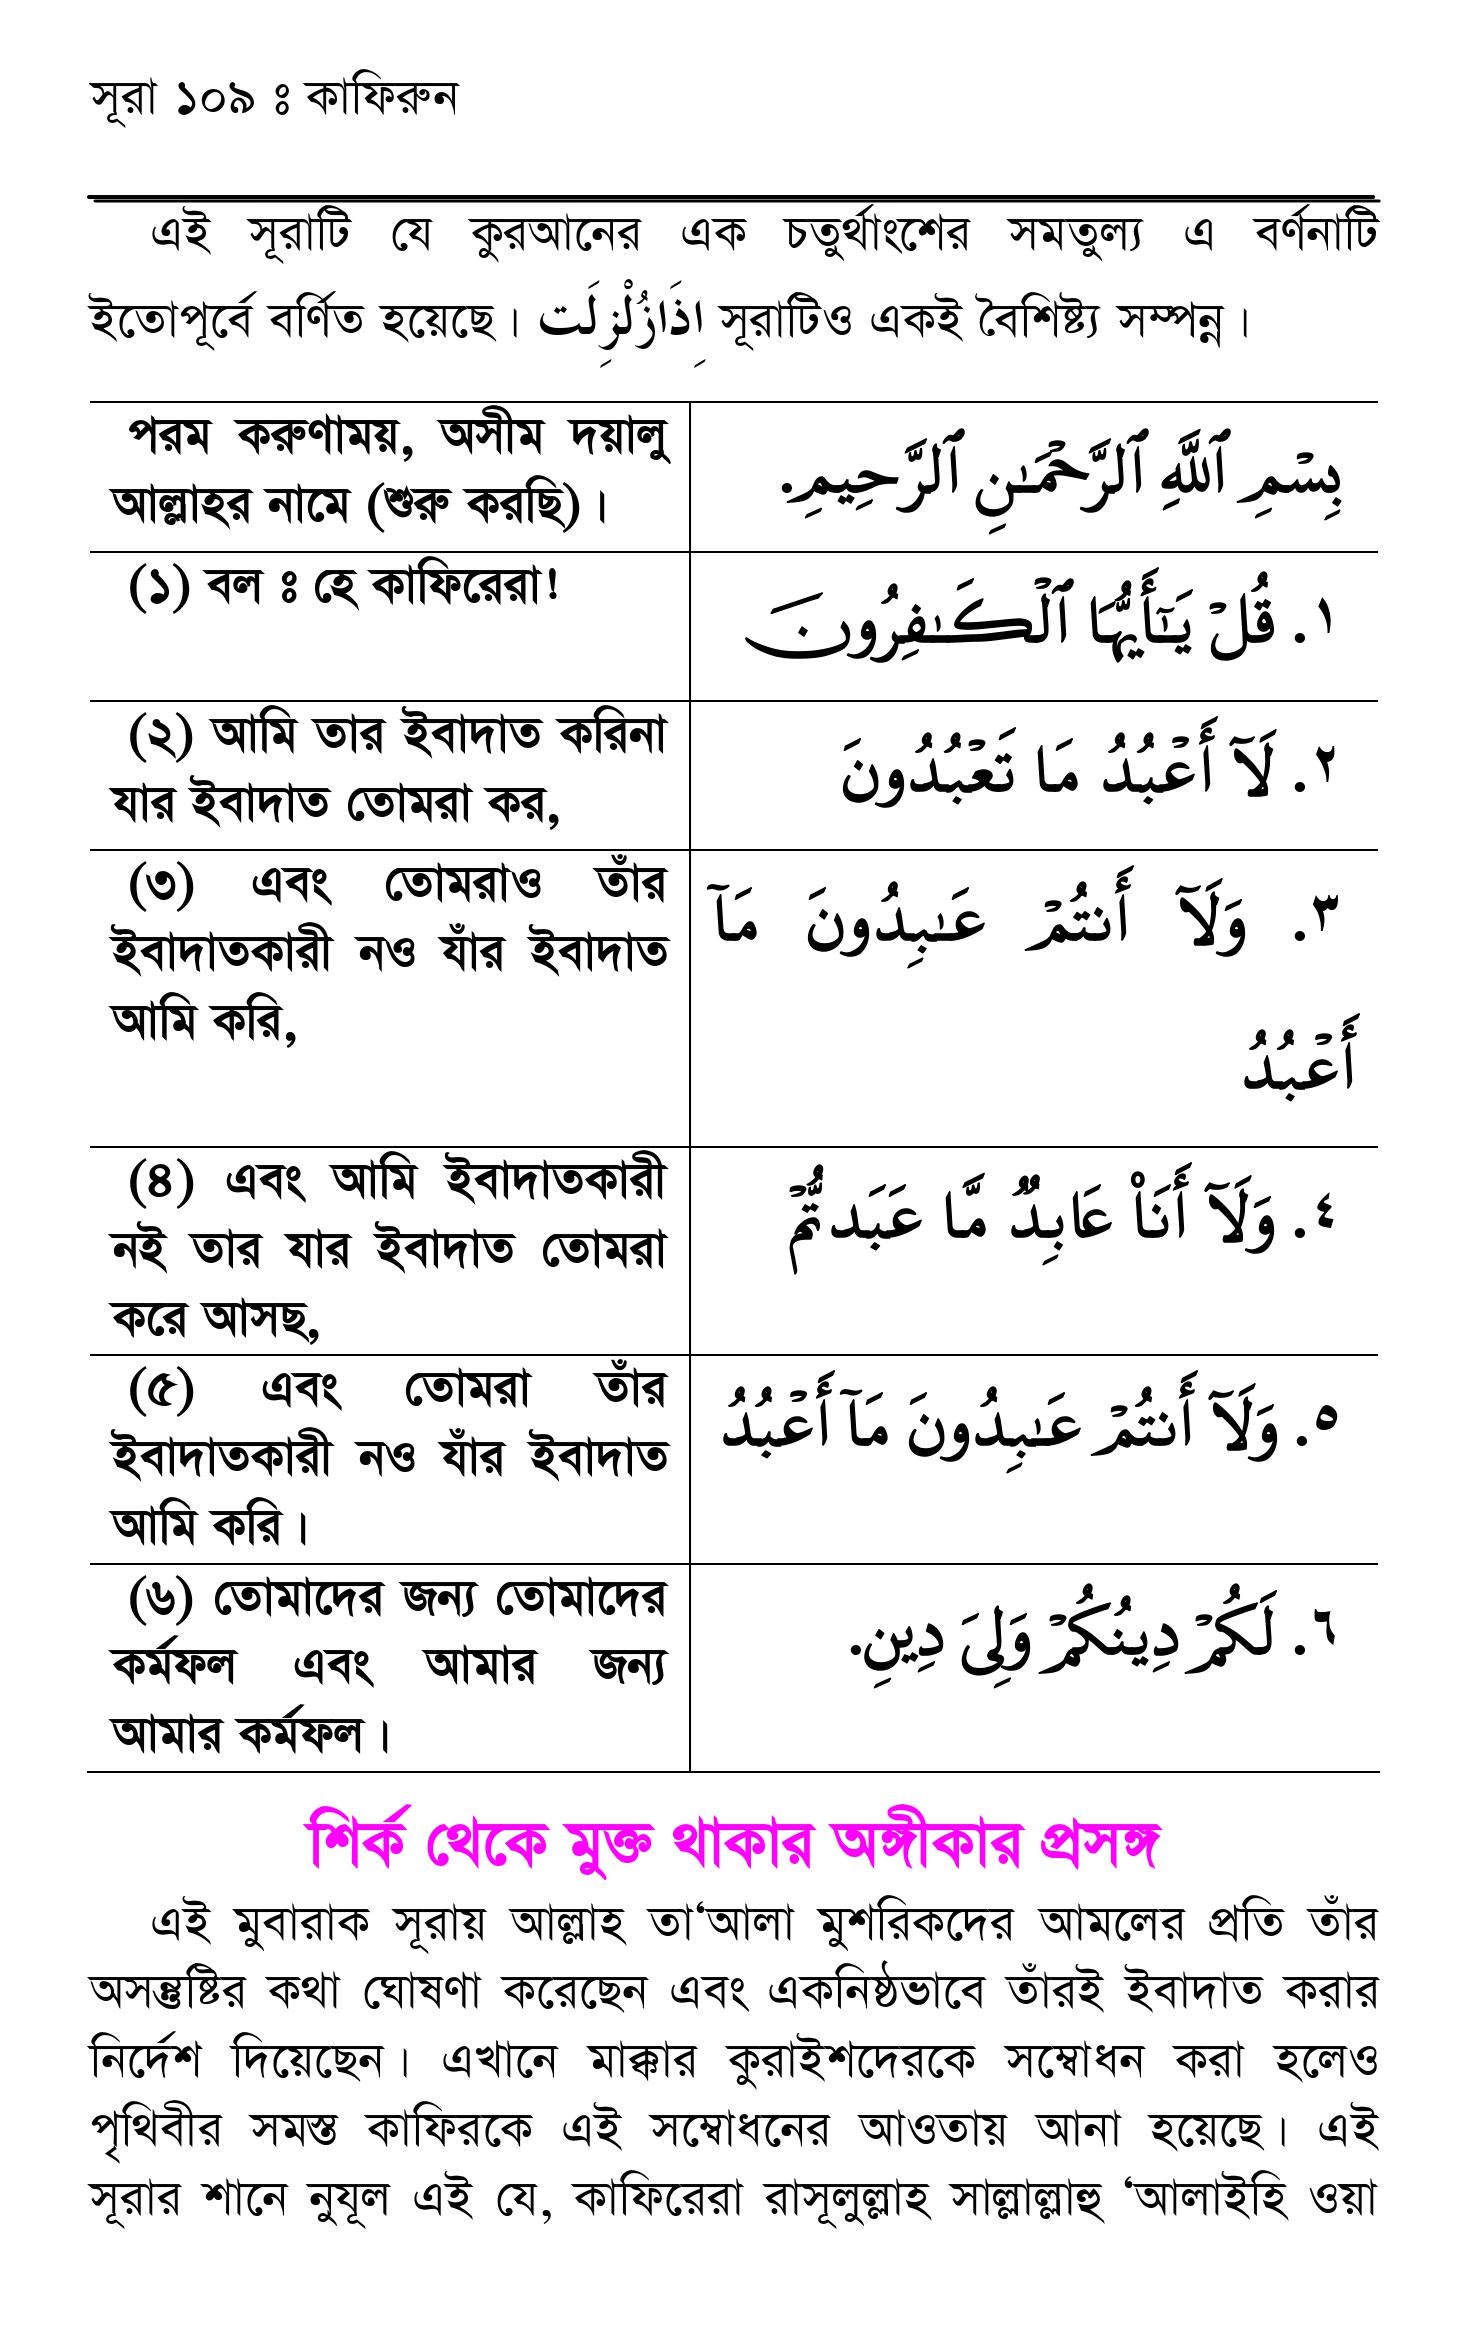 সূরা ১০৯ ঃ কাফিরুন
এই সূরাটি যে কুরআনের এক চতুর্থাংশের সমতুল্য এ বর্ণনাটি
ইতোপূর্বে বর্ণিত হয়েছে। اِذَازُلْزِلَت সূরাটিও একই বৈশিষ্ট্য সম্পন্ন।
পরম করুণাময়, অসীম দয়ালু
আল্লাহর নামে (শুরু করছি)।
بِسْمِ ٱللَّهِ ٱلرَّحْمَـٰنِ ٱلرَّحِيمِ.
(১) বল ঃ হে কাফিরেরা!
١. قُلْ يَـٰٓأَيُّهَا ٱلْكَـٰفِرُونَ
(২) আমি তার ইবাদাত করিনা
যার ইবাদাত তোমরা কর,
٢. لَآ أَعْبُدُ مَا تَعْبُدُونَ
(৩) এবং তোমরাও তাঁর
ইবাদাতকারী নও যাঁর ইবাদাত
আমি করি,
٣. وَلَآ أَنتُمْ عَـٰبِدُونَ مَآ
أَعْبُدُ
(৪) এবং আমি ইবাদাতকারী
নই তার যার ইবাদাত তোমরা
করে আসছ,
٤. وَلَآ أَنَا۠ عَابِدٌ مَّا عَبَدتُّمْ
(৫) এবং তোমরা তাঁর
ইবাদাতকারী নও যাঁর ইবাদাত
আমি করি।
٥. وَلَآ أَنتُمْ عَـٰبِدُونَ مَآ أَعْبُدُ
(৬) তোমাদের জন্য তোমাদের
কর্মফল এবং আমার জন্য
আমার কর্মফল।
٦. لَكُمْ دِينُكُمْ وَلِىَ دِينِ.
শির্ক থেকে মুক্ত থাকার অঙ্গীকার প্রসঙ্গ
এই মুবারাক সূরায় আল্লাহ তা‘আলা মুশরিকদের আমলের প্রতি তাঁর
অসন্তুষ্টির কথা ঘোষণা করেছেন এবং একনিষ্ঠভাবে তাঁরই ইবাদাত করার
নির্দেশ দিয়েছেন। এখানে মাক্কার কুরাইশদেরকে সম্বোধন করা হলেও
পৃথিবীর সমস্ত কাফিরকে এই সম্বোধনের আওতায় আনা হয়েছে। এই
সূরার শানে নুযূল এই যে, কাফিরেরা রাসূলুল্লাহ সাল্লাল্লাহু ‘আলাইহি ওয়া